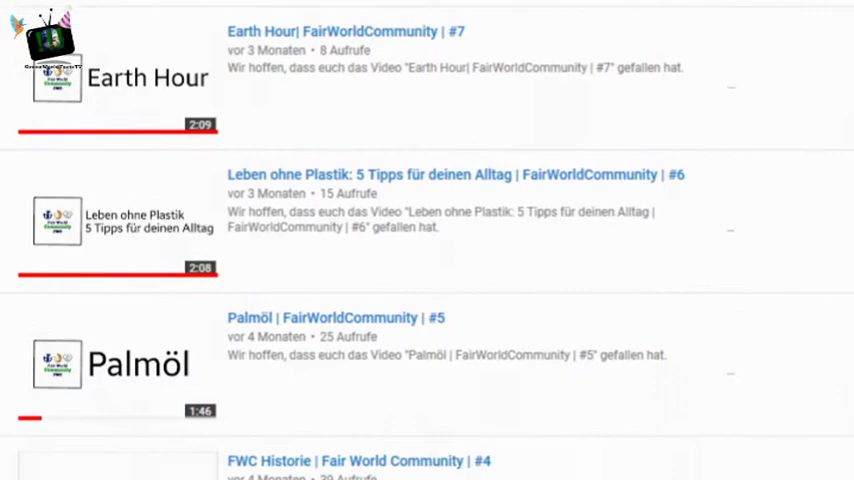 Earth Hour| FairWorldCommunity | #7
vor 3 Monaten • 8 Aufrufe
Wir hoffen, dass euch das Video "Earth Hour| FairWorldCommunity | #7" gefallen hat.
Earth Hour
2:09
Leben ohne Plastik: 5 Tipps für deinen Alltag | FairWorldCommunity | #6
vor 3 Monaten • 15 Aufrufe
Wir hoffen, dass euch das Video "Leben ohne Plastik: 5 Tipps für deinen Alltag |
FairWorldCommunity | #6" gefallen hat.
Leben ohne Plastik
5 Tipps für deinen Alltag
2:08
Palmöl | FairWorldCommunity | #5
vor 4 Monaten • 25 Aufrufe
Wir hoffen, dass euch das Video "Palmöl | FairWorldCommunity | #5" gefallen hat.
Palmöl
1:46
FWC Historie | Fair World Community | #4
vor 4 Monaten • 39 Aufrufe